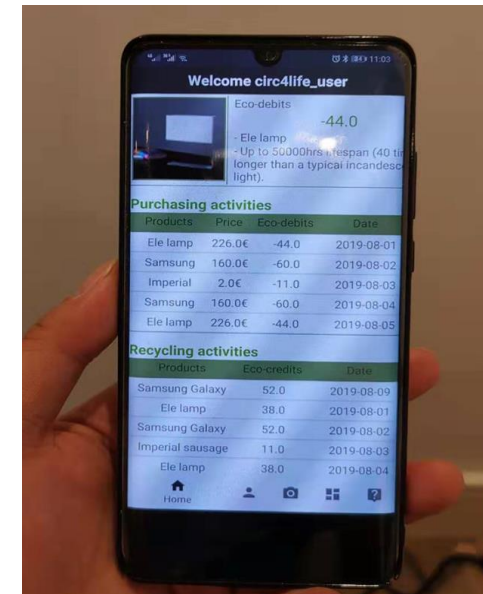 11:03
Welcome circ4life_user
Eco-debits
-44.0
- Ele lamp
- Up to 50000hrs lifespan (40 tim
longer than a typical incandesc
light).
Purchasing activities
Products Price Eco-debits Date
Ele lamp 226.0€ -44.0 2019-08-01
Samsung 160.0€ -60.0 2019-08-02
Imperial 2.0€ -11.0 2019-08-03
Samsung 160.0€ -60.0 2019-08-04
Ele lamp 226.0€ -44.0 2019-08-05
Recycling activities
Products Eco-credits Date
Samsung Galaxy 52.0 2019-08-09
Ele lamp 38.0 2019-08-01
Samsung Galaxy 52.0 2019-08-02
Imperial sausage 11.0 2019-08-03
Ele lamp 38.0 2019-08-04
Home